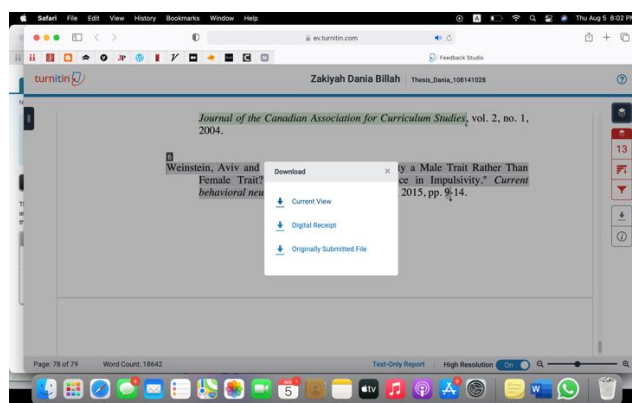 Safari File Edit View History Bookmarks Window Help
Thu Aug 5 8:02 P
ev.turnitin.com
Feedback Studio
turnitin
Zakiyah Dania Billah Thesis_Dania_108141028
Journal of the Canadian Association for Curriculum Studies, vol. 2, no. 1,
2004.
6
Weinstein, Aviv and
ty a Male Trait Rather Than
Female Trait?
ce in Impulsivity." Current
behavioral neu
2015, pp. 9-14.
Download
Current View
Digital Receipt
Originally Submitted File
13
Page: 78 of 79 Word Count: 18642 Text-Only Report High Resolution On
5
tv